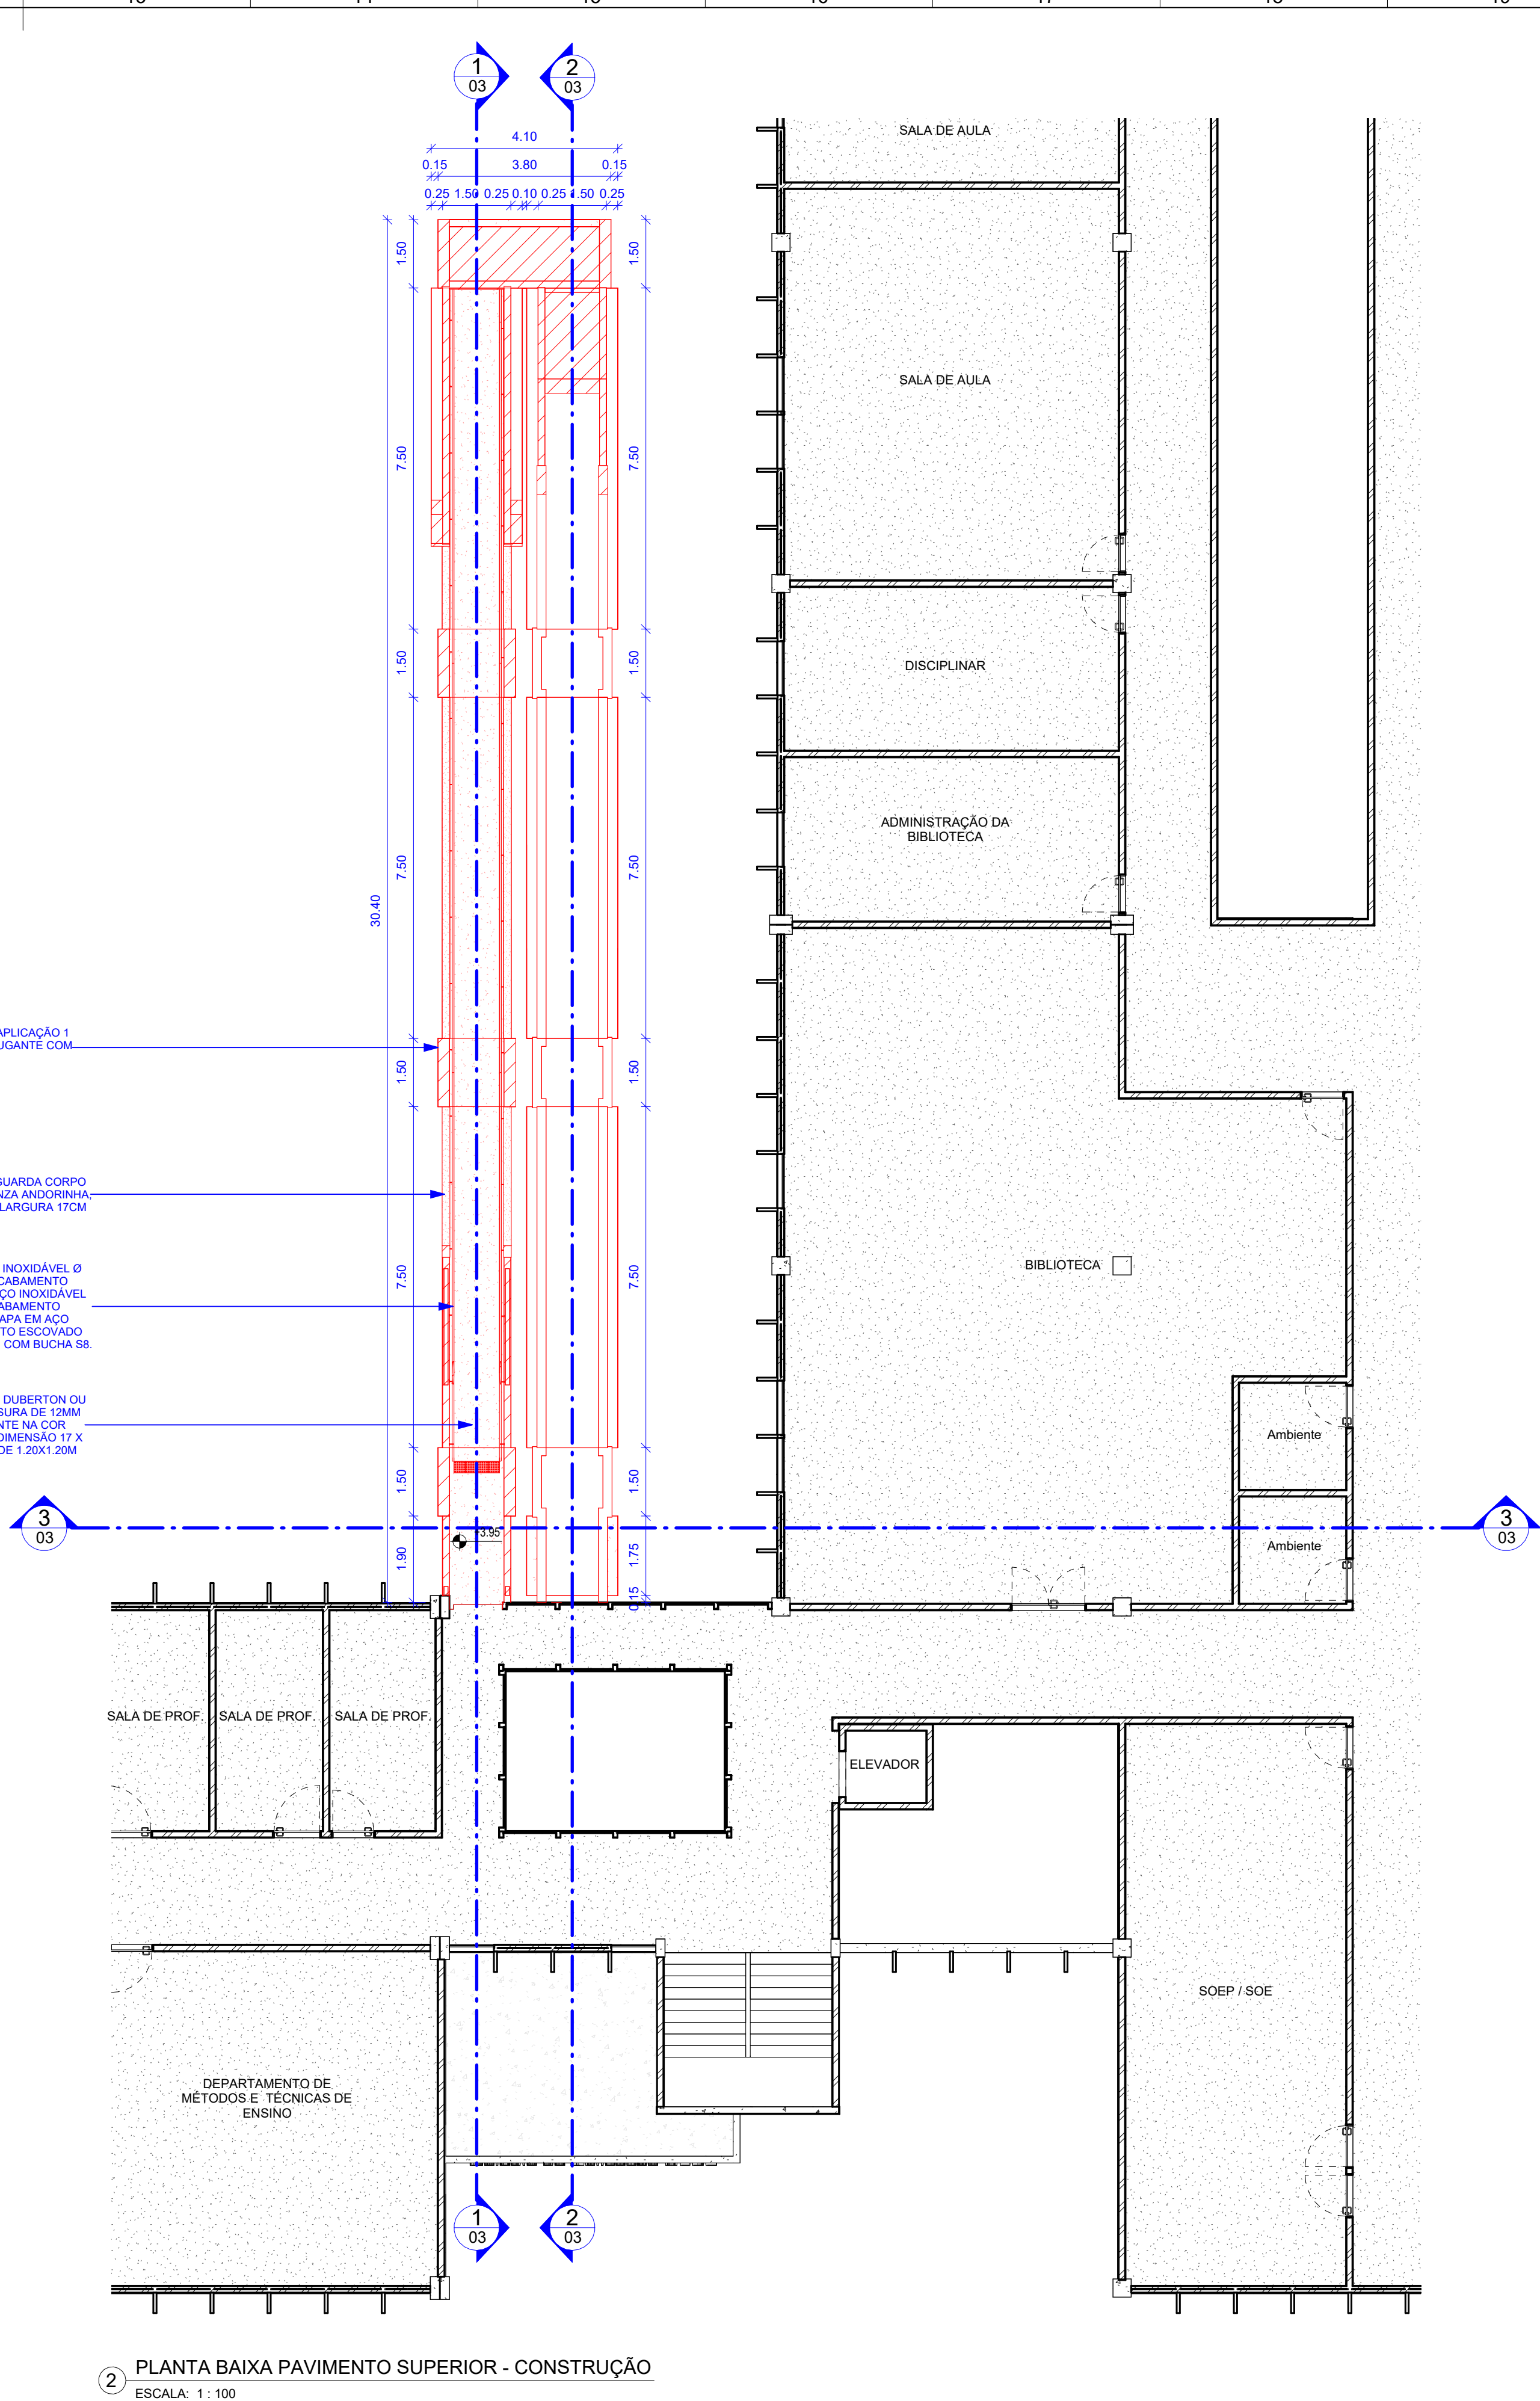 1
03
2
03
4.10
0.15 3.80 0.15
0.25 1.50 0.25 0.10 0.25 1.50 0.25
SALA DE AULA
1.50
1.50
SALA DE AULA
7.50
7.50
1.50
1.50
DISCIPLINAR
ADMINISTRAÇÃO DA
BIBLIOTECA
7.50
7.50
30.40
APLICAÇÃO 1
UGANTE COM
1.50
1.50
GUARDA CORPO
NZA ANDORINHA,
LARGURA 17CM
BIBLIOTECA
7.50
7.50
INOXIDÁVEL Ø
CABAMENTO
ÇO INOXIDÁVEL
ABAMENTO
APA EM AÇO
TO ESCOVADO
COM BUCHA S8.
DUBERTON OU
SURA DE 12MM
NTE NA COR
DIMENSÃO 17 X
DE 1.20X1.20M
Ambiente
1.50
1.50
3
03
3.95
3
03
1.90
1.75
0.15
Ambiente
SALA DE PROF. SALA DE PROF. SALA DE PROF.
ELEVADOR
SOEP / SOE
DEPARTAMENTO DE
MÉTODOS E TÉCNICAS DE
ENSINO
1
03
2
03
2 PLANTA BAIXA PAVIMENTO SUPERIOR - CONSTRUÇÃO
ESCALA: 1 : 100